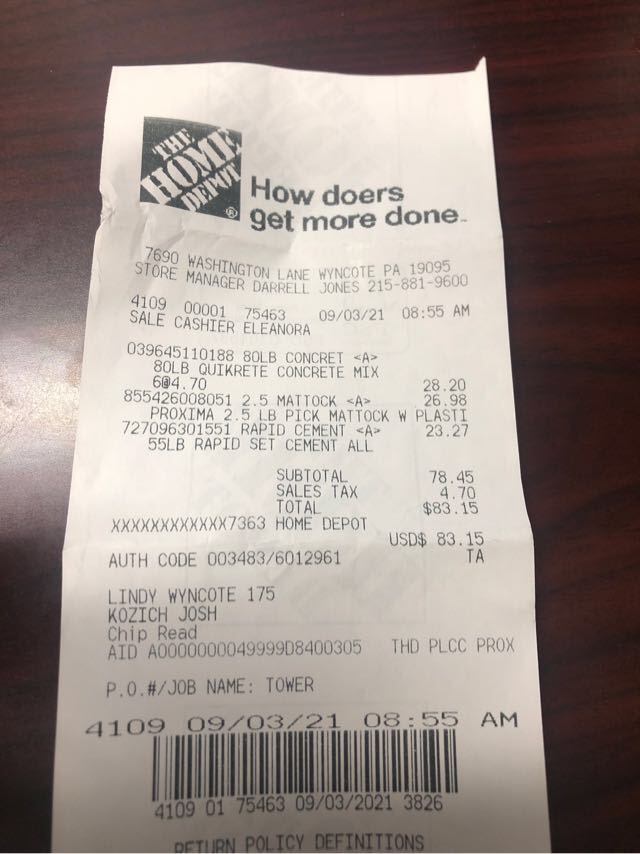 THE
HOME
DEPOT
®
How doers
get more done™
7690 WASHINGTON LANE WYNCOTE PA 19095
STORE MANAGER DARRELL JONES 215-881-9600
4109 00001 75463 09/03/21 08:55 AM
SALE CASHIER ELEANORA
039645110188 80LB CONCRET <A>
80LB QUIKRETE CONCRETE MIX
6@4.70 28.20
855426008051 2.5 MATTOCK <A> 26.98
PROXIMA 2.5 LB PICK MATTOCK W PLASTI
727096301551 RAPID CEMENT <A> 23.27
55LB RAPID SET CEMENT ALL
SUBTOTAL 78.45
SALES TAX 4.70
TOTAL $83.15
XXXXXXXXXXXX7363 HOME DEPOT
USD$ 83.15
AUTH CODE 003483/6012961 TA
LINDY WYNCOTE 175
KOZICH JOSH
Chip Read
AID A0000000049999D8400305 THD PLCC PROX
P.O.#/JOB NAME: TOWER
4109 09/03/21 08:55 AM
4109 01 75463 09/03/2021 3826
RETURN POLICY DEFINITIONS